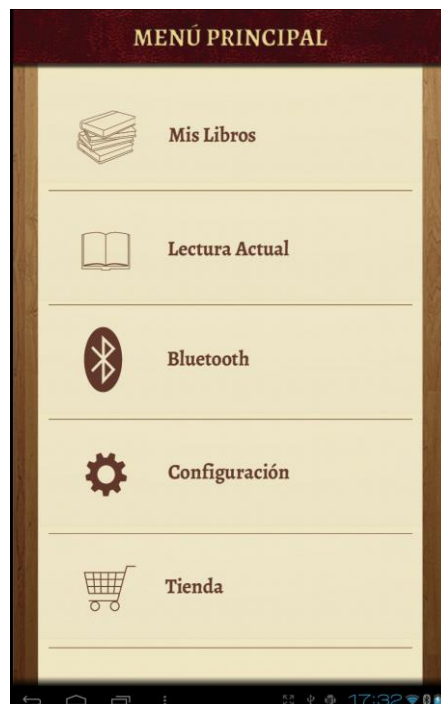 MENÚ PRINCIPAL
Mis Libros
Lectura Actual
Bluetooth
Configuración
Tienda
17:32